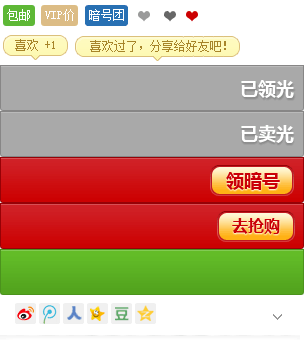 包邮 VIP价 暗号团
喜欢 +1 喜欢过了，分享给好友吧！
已领光
已卖光
领暗号
去抢购
人 豆